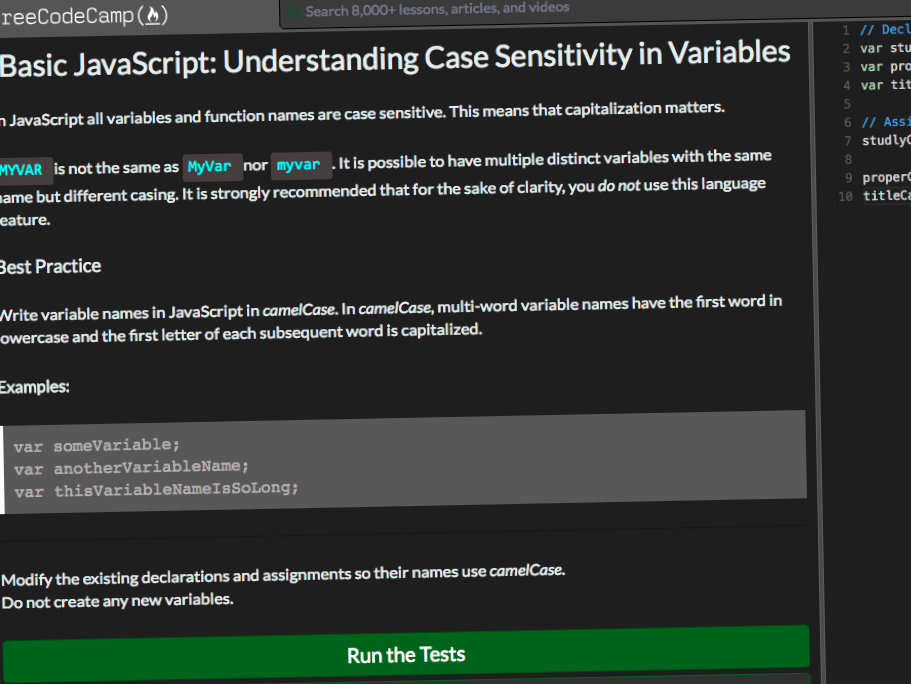 reeCodeCamp(🔥)
Search 8,000+ lessons, articles, and videos
Basic JavaScript: Understanding Case Sensitivity in Variables
n JavaScript all variables and function names are case sensitive. This means that capitalization matters.
MYVAR is not the same as MyVar nor myvar . It is possible to have multiple distinct variables with the same
name but different casing. It is strongly recommended that for the sake of clarity, you do not use this language
eature.
Best Practice
Write variable names in JavaScript in camelCase. In camelCase, multi-word variable names have the first word in
owercase and the first letter of each subsequent word is capitalized.
Examples:
var someVariable;
var anotherVariableName;
var thisVariableNameIsSoLong;
Modify the existing declarations and assignments so their names use camelCase.
Do not create any new variables.
Run the Tests
1 // Decl
2 var stu
3 var pro
4 var tit
5
6 // Assi
7 studlyC
8
9 properC
10 titleCa